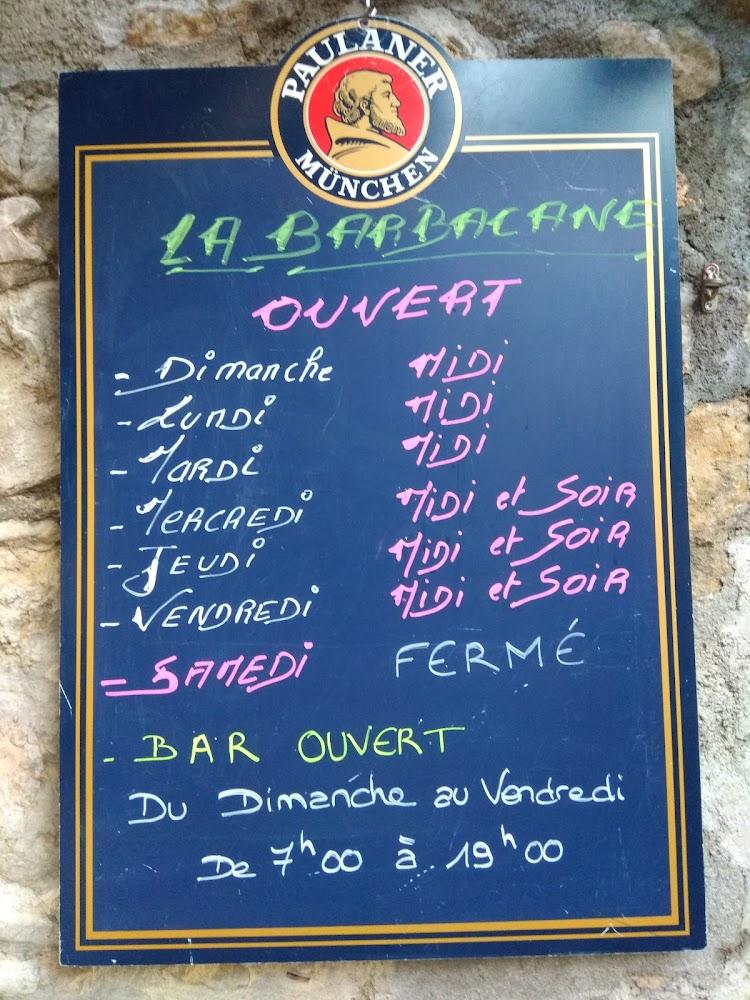 PAULANER
MÜNCHEN
LA BARBACANE
OUVERT
- Dimanche MiDi
- LUNDi MiDi
- MARDi MiDi
- MERCREDi MiDi et SoiR
- JEUDi MiDi et SoiR
- VENDREDi MiDi et SoiR
- SAMEDi FERMÉ
- BAR OUVERT
Du Dimanche au Vendredi
De 7h00 à 19h00